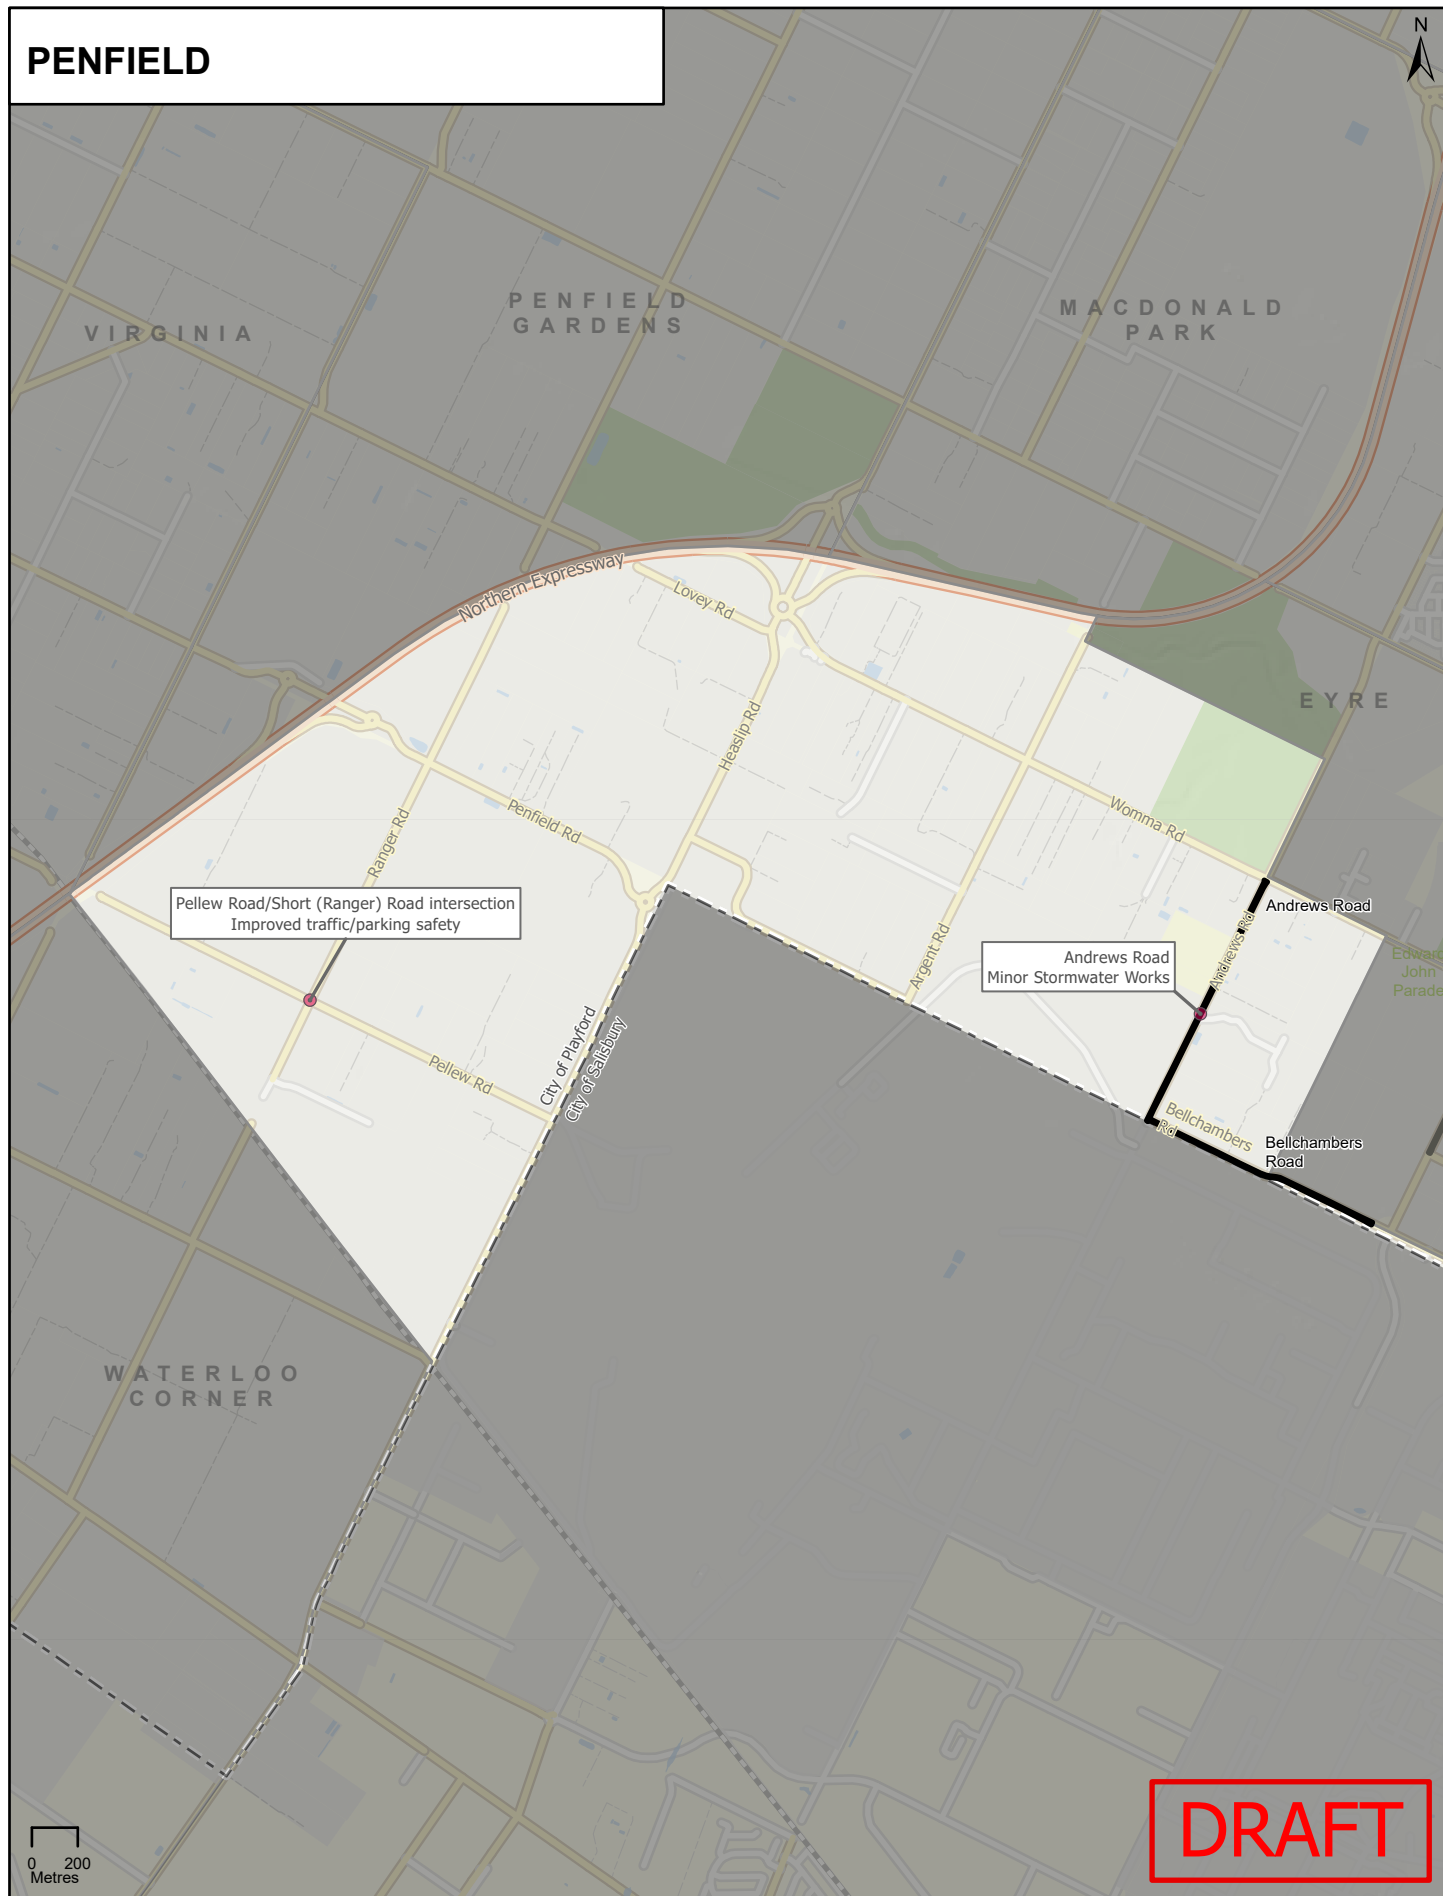 PENFIELD
N
VIRGINIA
PENFIELD
GARDENS
MACDONALD
PARK
Northern Expressway
Lovey Rd
EYRE
Heaslip Rd
Penfield Rd
Womma Rd
Ranger Rd
Pellew Road/Short (Ranger) Road intersection
Improved traffic/parking safety
Andrews Road
Andrews Rd
Argent Rd
Andrews Road
Minor Stormwater Works
Edward
John
Parade
City of Playford
City of Salisbury
Pellew Rd
Bellchambers
Rd
Bellchambers
Road
WATERLOO
CORNER
0 200
Metres
DRAFT